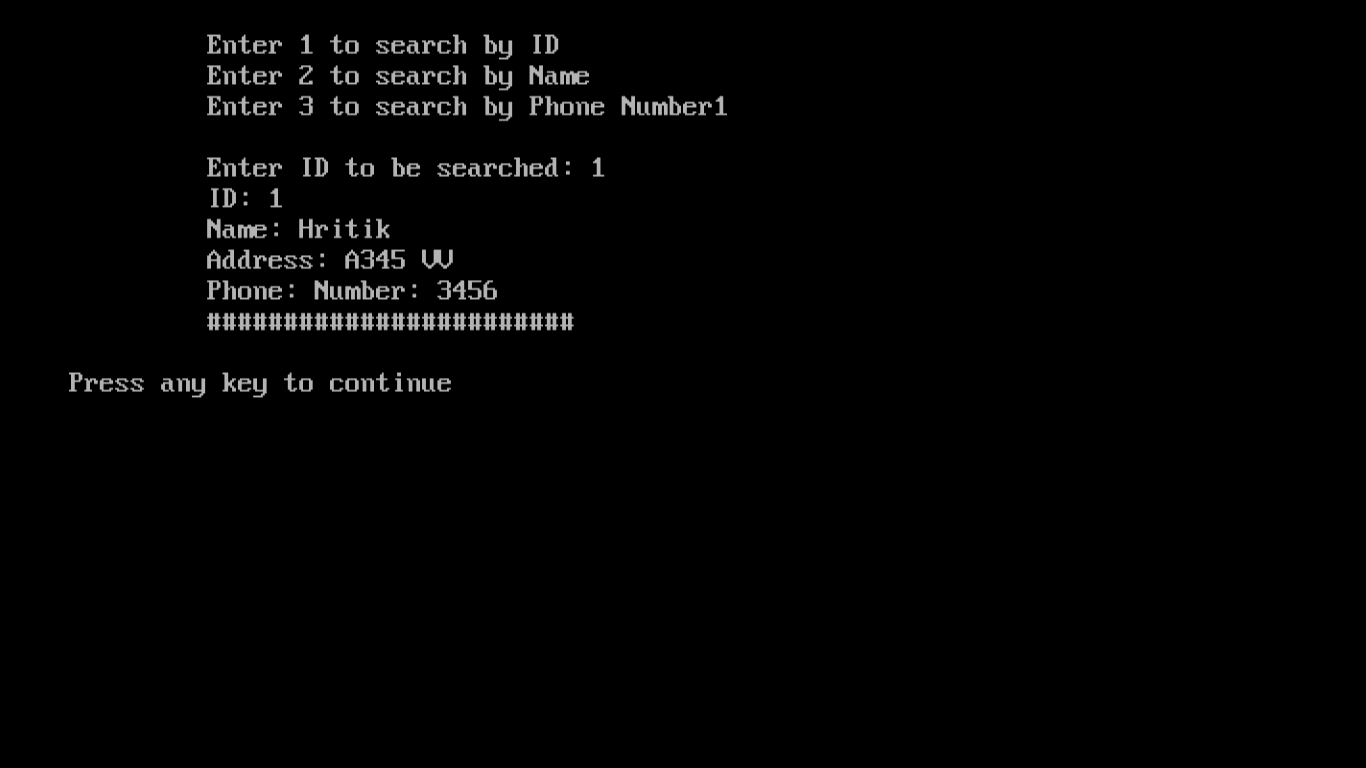 Enter 1 to search by ID
Enter 2 to search by Name
Enter 3 to search by Phone Number1
Enter ID to be searched: 1
ID: 1
Name: Hritik
Address: A345 VV
Phone: Number: 3456
########################
Press any key to continue